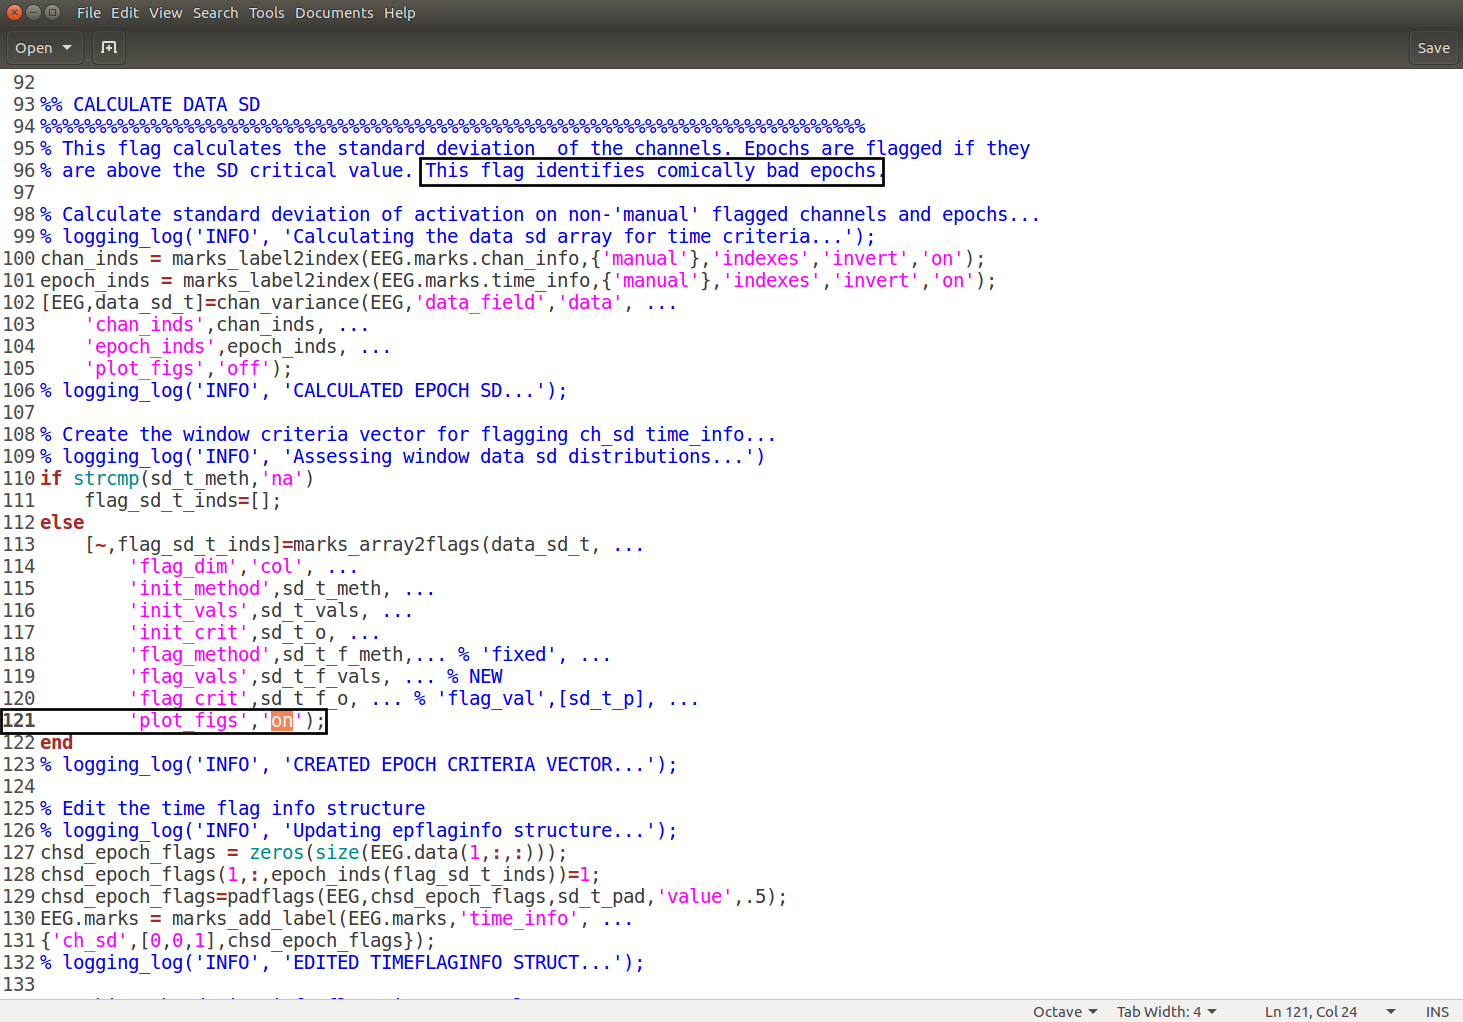 File Edit View Search Tools Documents Help
Open
Save
92
93 %% CALCULATE DATA SD
94 %%%%%%%%%%%%%%%%%%%%%%%%%%%%%%%%%%%%%%%%%%%%%%%%%%%%%%%%%%%%%%%%%%%%%%%%%%%
95 % This flag calculates the standard deviation  of the channels. Epochs are flagged if they
96 % are above the SD critical value. This flag identifies comically bad epochs.
97
98 % Calculate standard deviation of activation on non-'manual' flagged channels and epochs...
99 % logging_log('INFO', 'Calculating the data sd array for time criteria...');
100 chan_inds = marks_label2index(EEG.marks.chan_info,{'manual'},'indexes','invert','on');
101 epoch_inds = marks_label2index(EEG.marks.time_info,{'manual'},'indexes','invert','on');
102 [EEG,data_sd_t]=chan_variance(EEG,'data_field','data', ...
103     'chan_inds',chan_inds, ...
104     'epoch_inds',epoch_inds, ...
105     'plot_figs','off');
106 % logging_log('INFO', 'CALCULATED EPOCH SD...');
107
108 % Create the window criteria vector for flagging ch_sd time_info...
109 % logging_log('INFO', 'Assessing window data sd distributions...')
110 if strcmp(sd_t_meth,'na')
111     flag_sd_t_inds=[];
112 else
113     [~,flag_sd_t_inds]=marks_array2flags(data_sd_t, ...
114         'flag_dim','col', ...
115         'init_method',sd_t_meth, ...
116         'init_vals',sd_t_vals, ...
117         'init_crit',sd_t_o, ...
118         'flag_method',sd_t_f_meth,... % 'fixed', ...
119         'flag_vals',sd_t_f_vals, ... % NEW
120         'flag_crit',sd_t_f_o, ... % 'flag_val',[sd_t_p], ...
121         'plot_figs','on');
122 end
123 % logging_log('INFO', 'CREATED EPOCH CRITERIA VECTOR...');
124
125 % Edit the time flag info structure
126 % logging_log('INFO', 'Updating epflaginfo structure...');
127 chsd_epoch_flags = zeros(size(EEG.data(1,:,:)));
128 chsd_epoch_flags(1,:,epoch_inds(flag_sd_t_inds))=1;
129 chsd_epoch_flags=padflags(EEG,chsd_epoch_flags,sd_t_pad,'value',.5);
130 EEG.marks = marks_add_label(EEG.marks,'time_info', ...
131 {'ch_sd',[0,0,1],chsd_epoch_flags});
132 % logging_log('INFO', 'EDITED TIMEFLAGINFO STRUCT...');
133
Octave Tab Width: 4 Ln 121, Col 24 INS